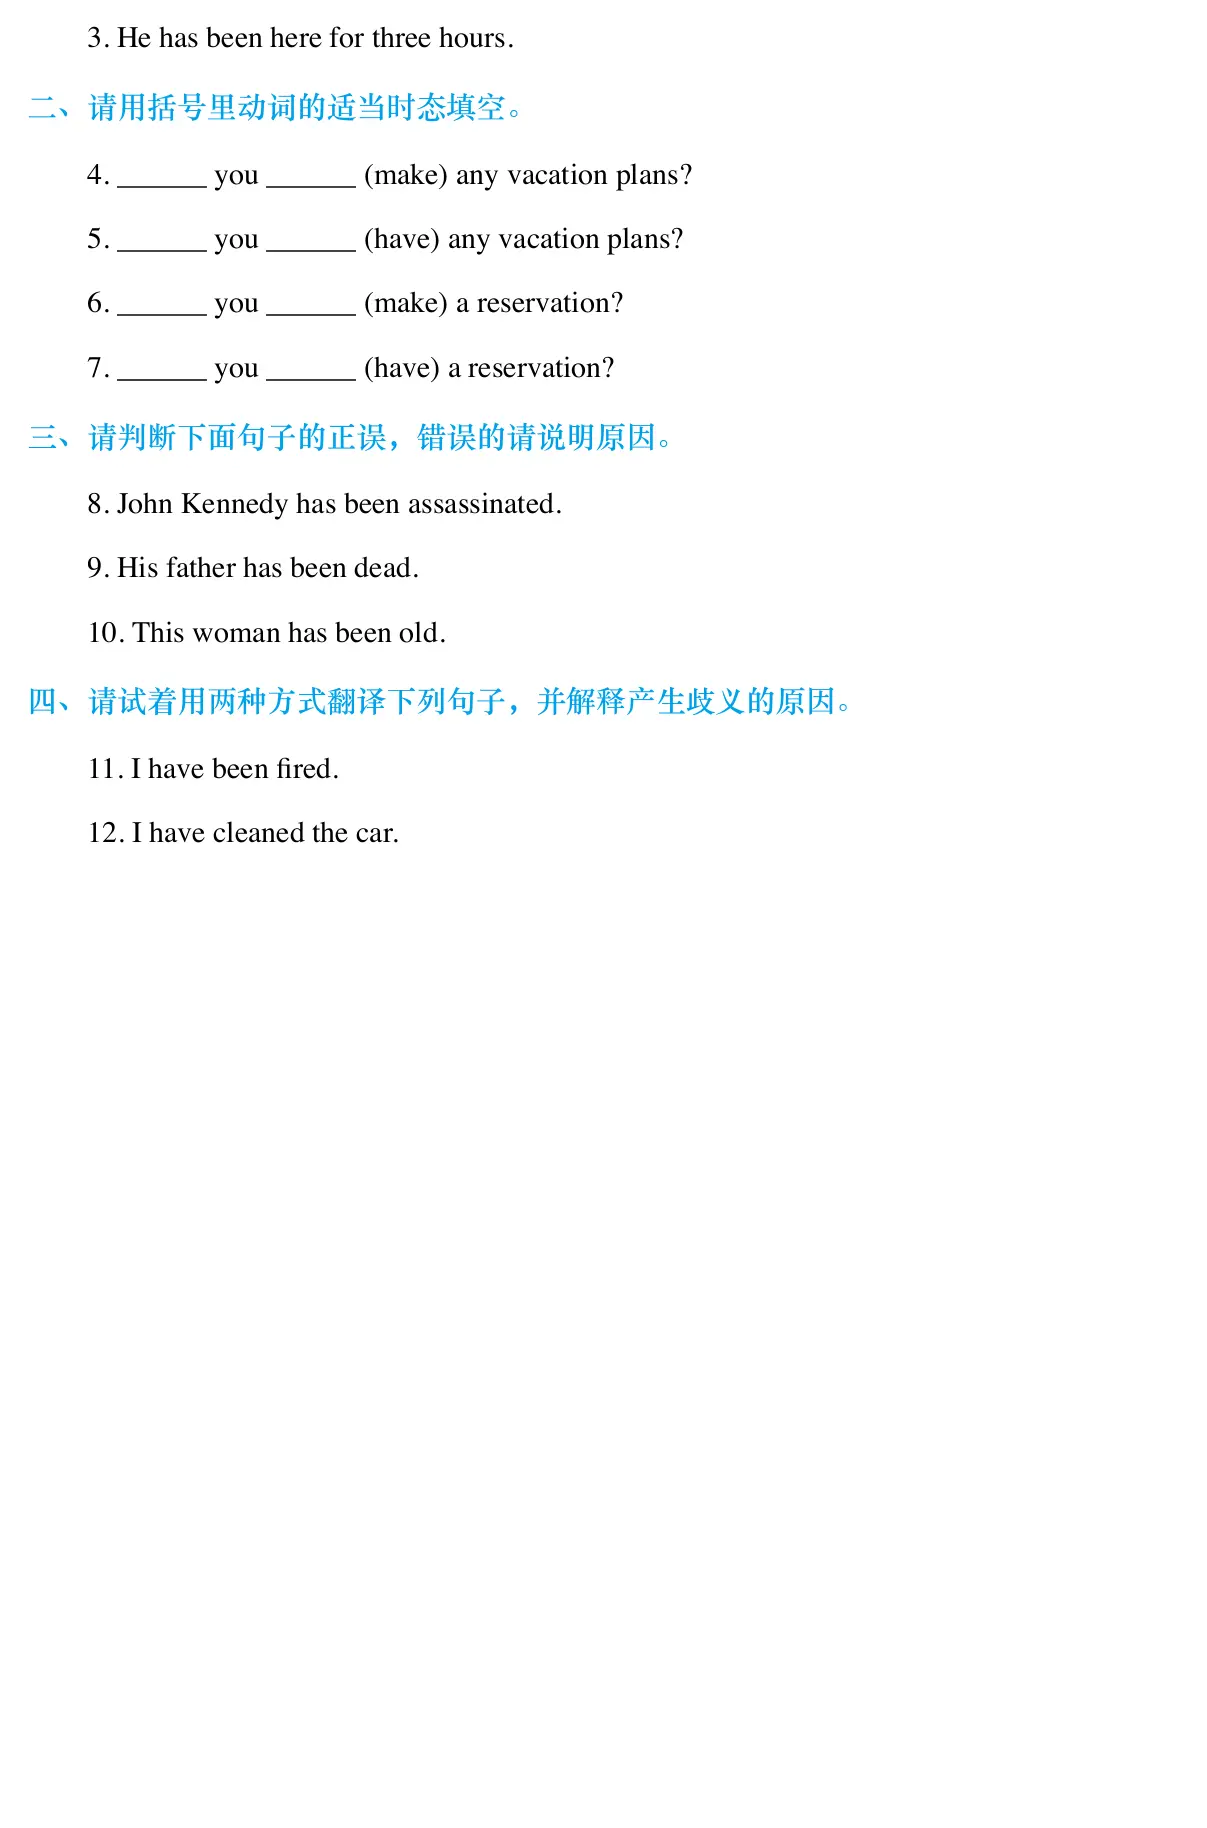 3. He has been here for three hours.
二、请用括号里动词的适当时态填空。
4. ______ you ______ (make) any vacation plans?
5. ______ you ______ (have) any vacation plans?
6. ______ you ______ (make) a reservation?
7. ______ you ______ (have) a reservation?
三、请判断下面句子的正误，错误的请说明原因。
8. John Kennedy has been assassinated.
9. His father has been dead.
10. This woman has been old.
四、请试着用两种方式翻译下列句子，并解释产生歧义的原因。
11. I have been fired.
12. I have cleaned the car.